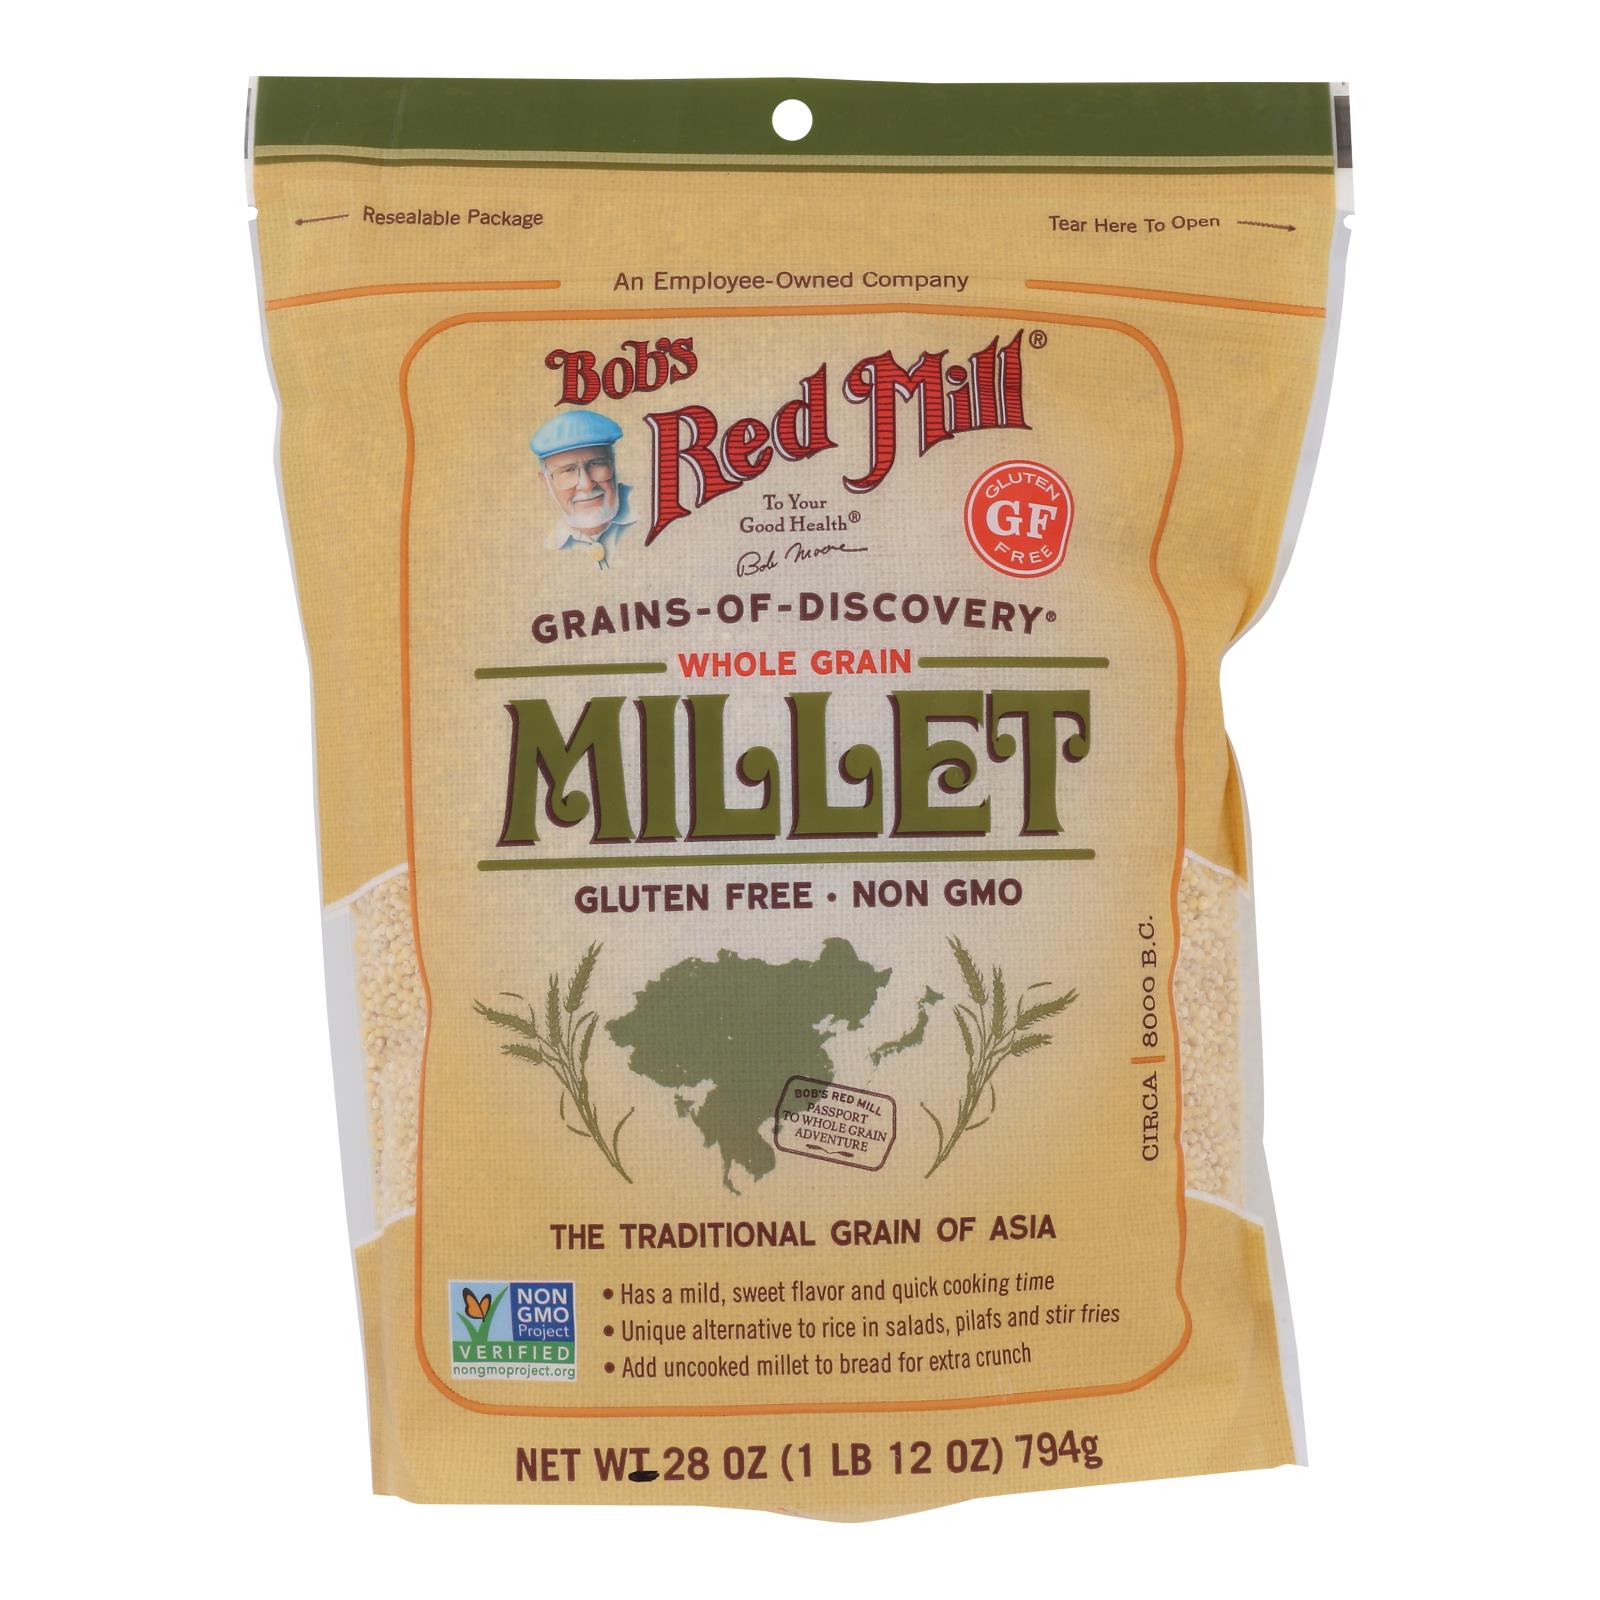 Resealable Package
Tear Here To Open
An Employee-Owned Company
Bob's
Red Mill®
To Your
Good Health®
Bob Moore
GLUTEN
GF
FREE
GRAINS-OF-DISCOVERY®
WHOLE GRAIN
MILLET
GLUTEN FREE • NON GMO
CIRCA | 8000 B.C.
BOB'S RED MILL
PASSPORT
TO WHOLE GRAIN
ADVENTURE
THE TRADITIONAL GRAIN OF ASIA
NON
GMO
Project
VERIFIED
nongmoproject.org
• Has a mild, sweet flavor and quick cooking time
• Unique alternative to rice in salads, pilafs and stir fries
• Add uncooked millet to bread for extra crunch
NET WT 28 OZ (1 LB 12 OZ) 794g